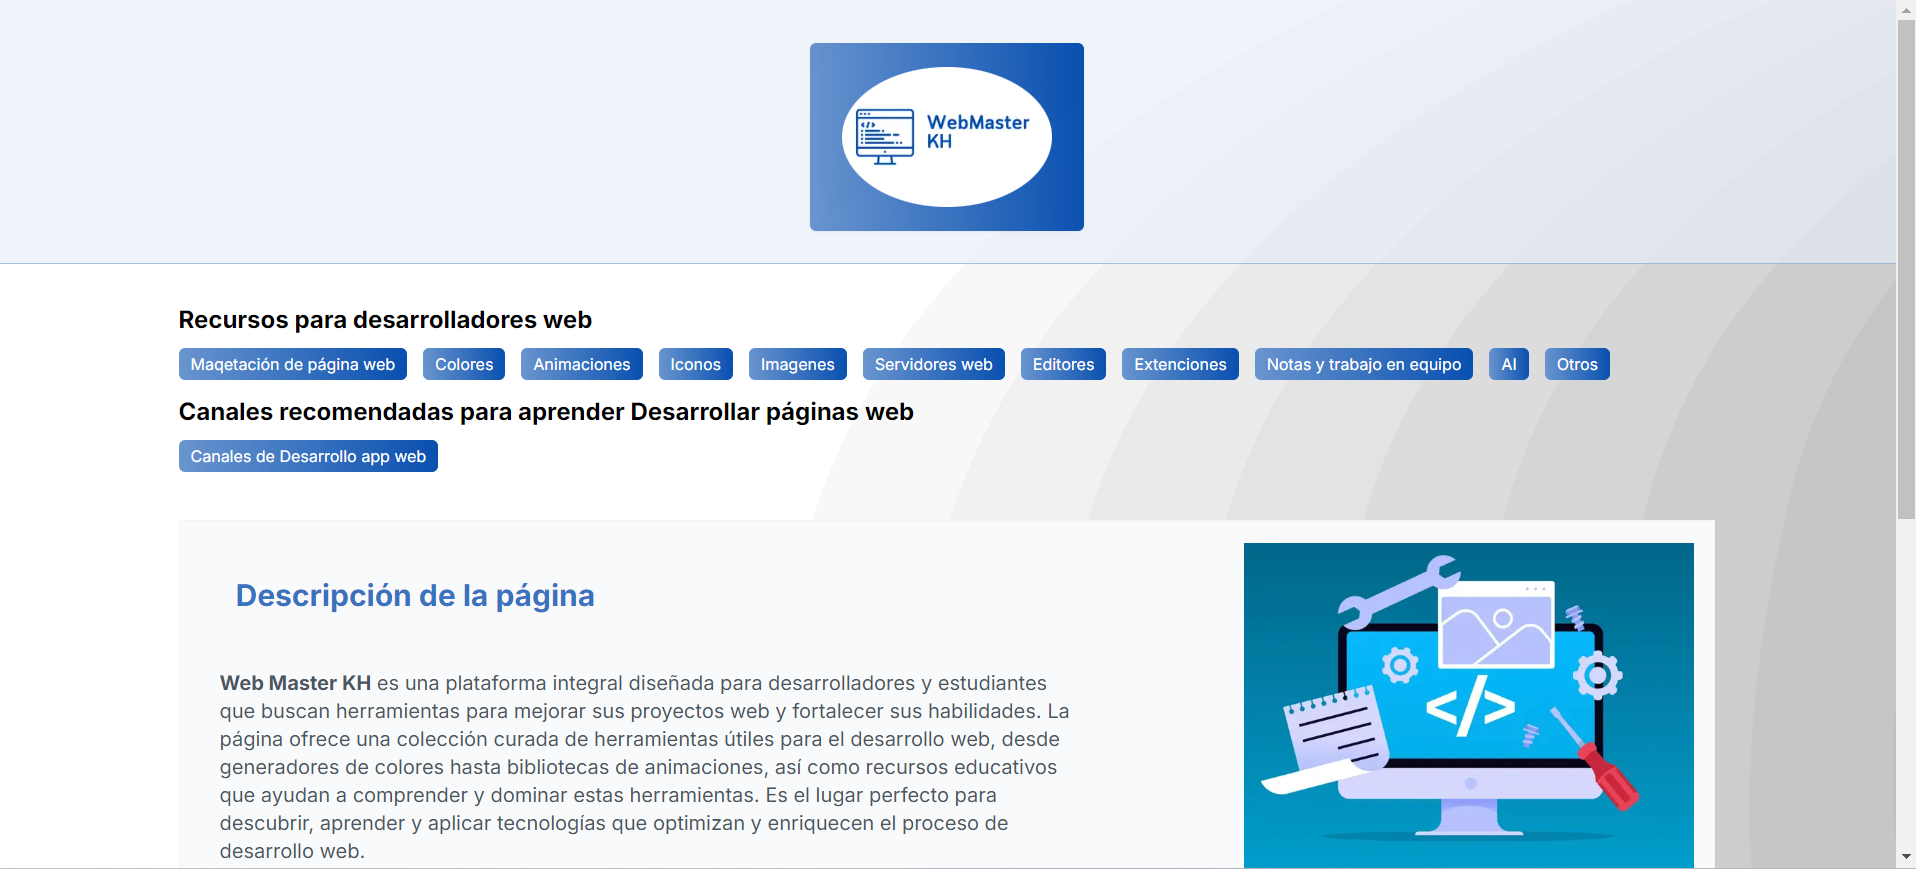 WebMaster
KH
Recursos para desarrolladores web
Maqetación de página web Colores Animaciones Iconos Imagenes Servidores web Editores Extenciones Notas y trabajo en equipo AI Otros
Canales recomendadas para aprender Desarrollar páginas web
Canales de Desarrollo app web
Descripción de la página
Web Master KH es una plataforma integral diseñada para desarrolladores y estudiantes
que buscan herramientas para mejorar sus proyectos web y fortalecer sus habilidades. La
página ofrece una colección curada de herramientas útiles para el desarrollo web, desde
generadores de colores hasta bibliotecas de animaciones, así como recursos educativos
que ayudan a comprender y dominar estas herramientas. Es el lugar perfecto para
descubrir, aprender y aplicar tecnologías que optimizan y enriquecen el proceso de
desarrollo web.